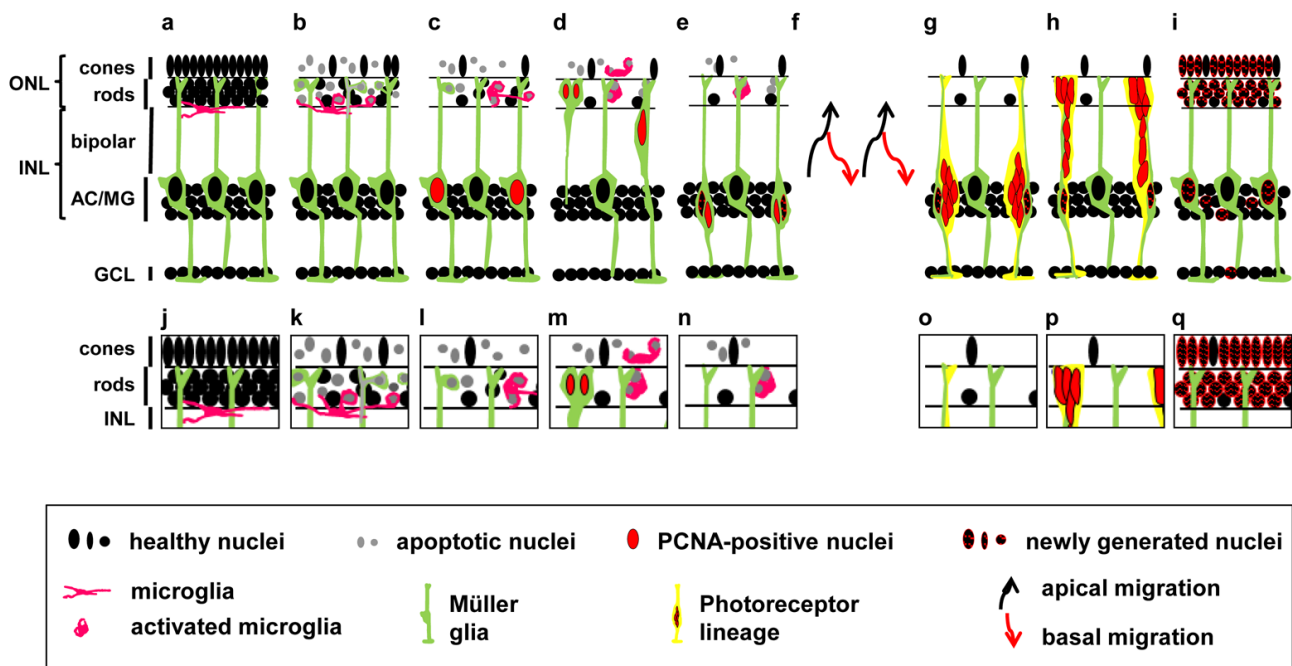 a b c d e f g h i
ONL
cones
rods
INL
bipolar
AC/MG
GCL
j k l m n o p q
cones
rods
INL
healthy nuclei
apoptotic nuclei
PCNA-positive nuclei
newly generated nuclei
microglia
activated microglia
Müller
glia
Photoreceptor
lineage
apical migration
basal migration